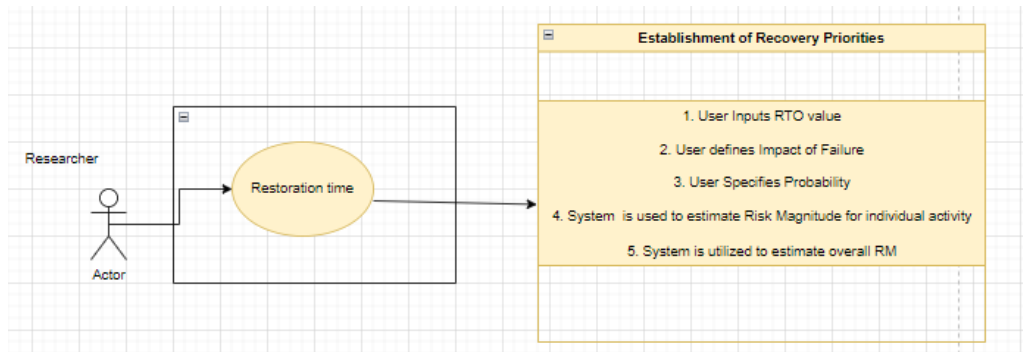 Establishment of Recovery Priorities
Researcher
Actor
Restoration time
1. User Inputs RTO value
2. User defines Impact of Failure
3. User Specifies Probability
4. System is used to estimate Risk Magnitude for individual activity
5. System is utilized to estimate overall RM